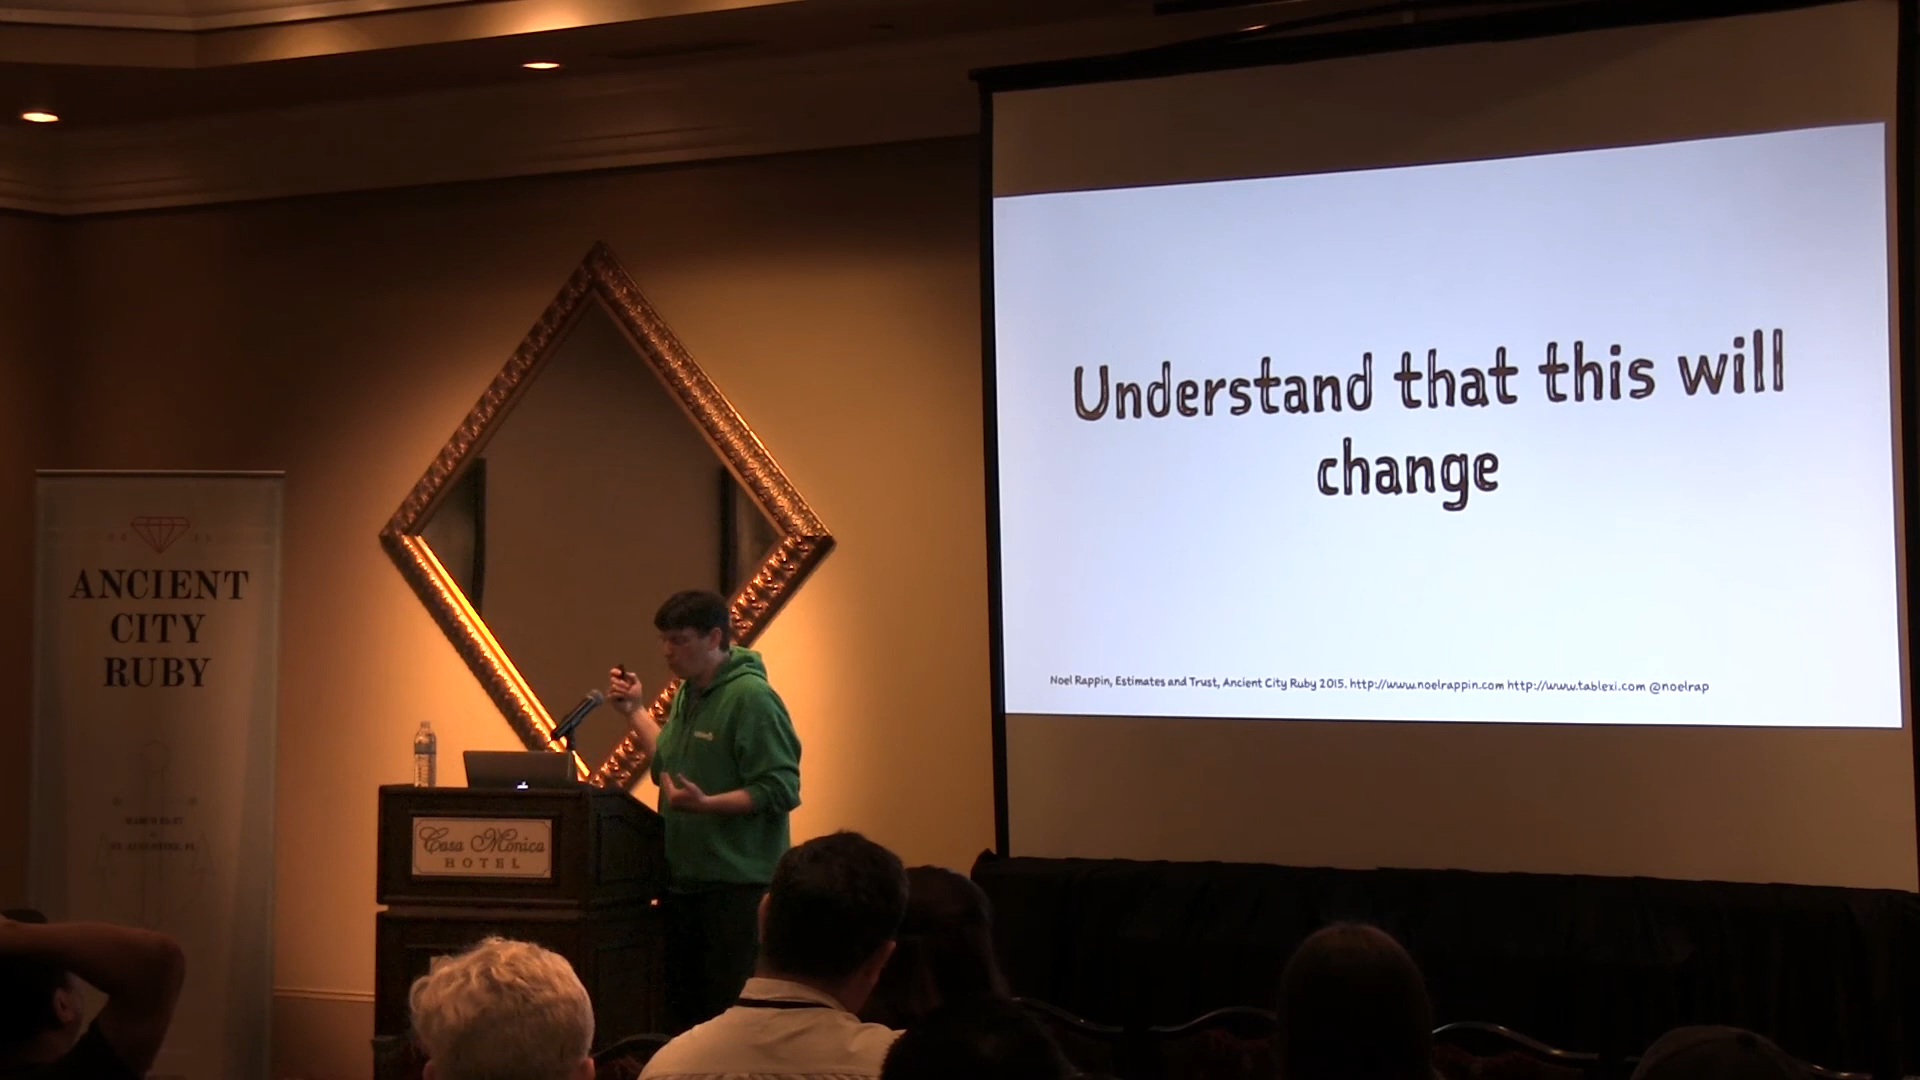 Understand that this will
change
Noel Rappin, Estimates and Trust, Ancient City Ruby 2015. http://www.noelrappin.com http://www.tablexi.com @noelrap
ANCIENT
CITY
RUBY
Casa Monica
HOTEL